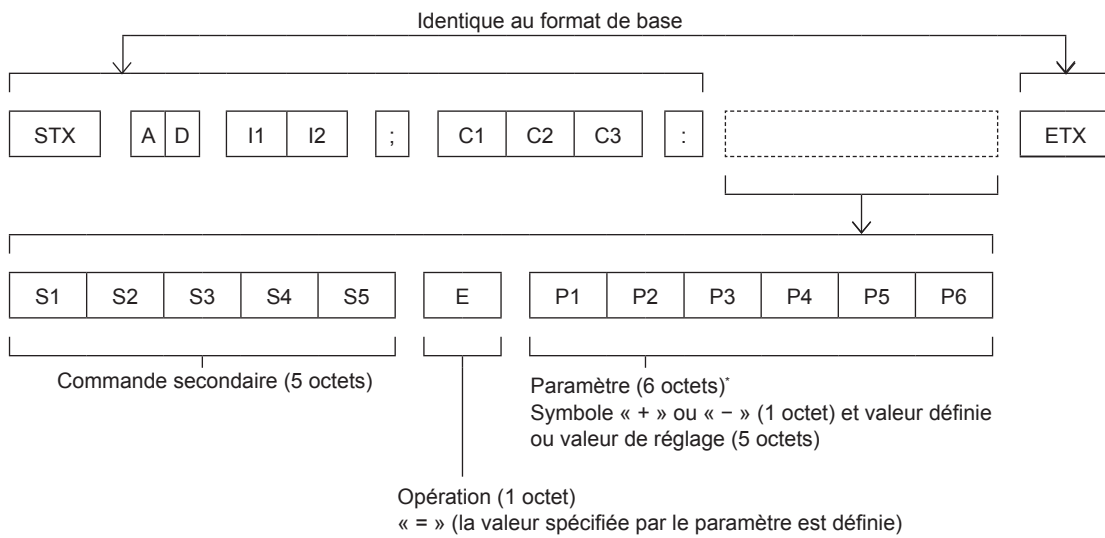 Identique au format de base
STX A D I1 I2 ; C1 C2 C3 : ETX
S1 S2 S3 S4 S5 E P1 P2 P3 P4 P5 P6
Commande secondaire (5 octets)
Paramètre (6 octets)*
Symbole « + » ou « − » (1 octet) et valeur définie
ou valeur de réglage (5 octets)
Opération (1 octet)
« = » (la valeur spécifiée par le paramètre est définie)